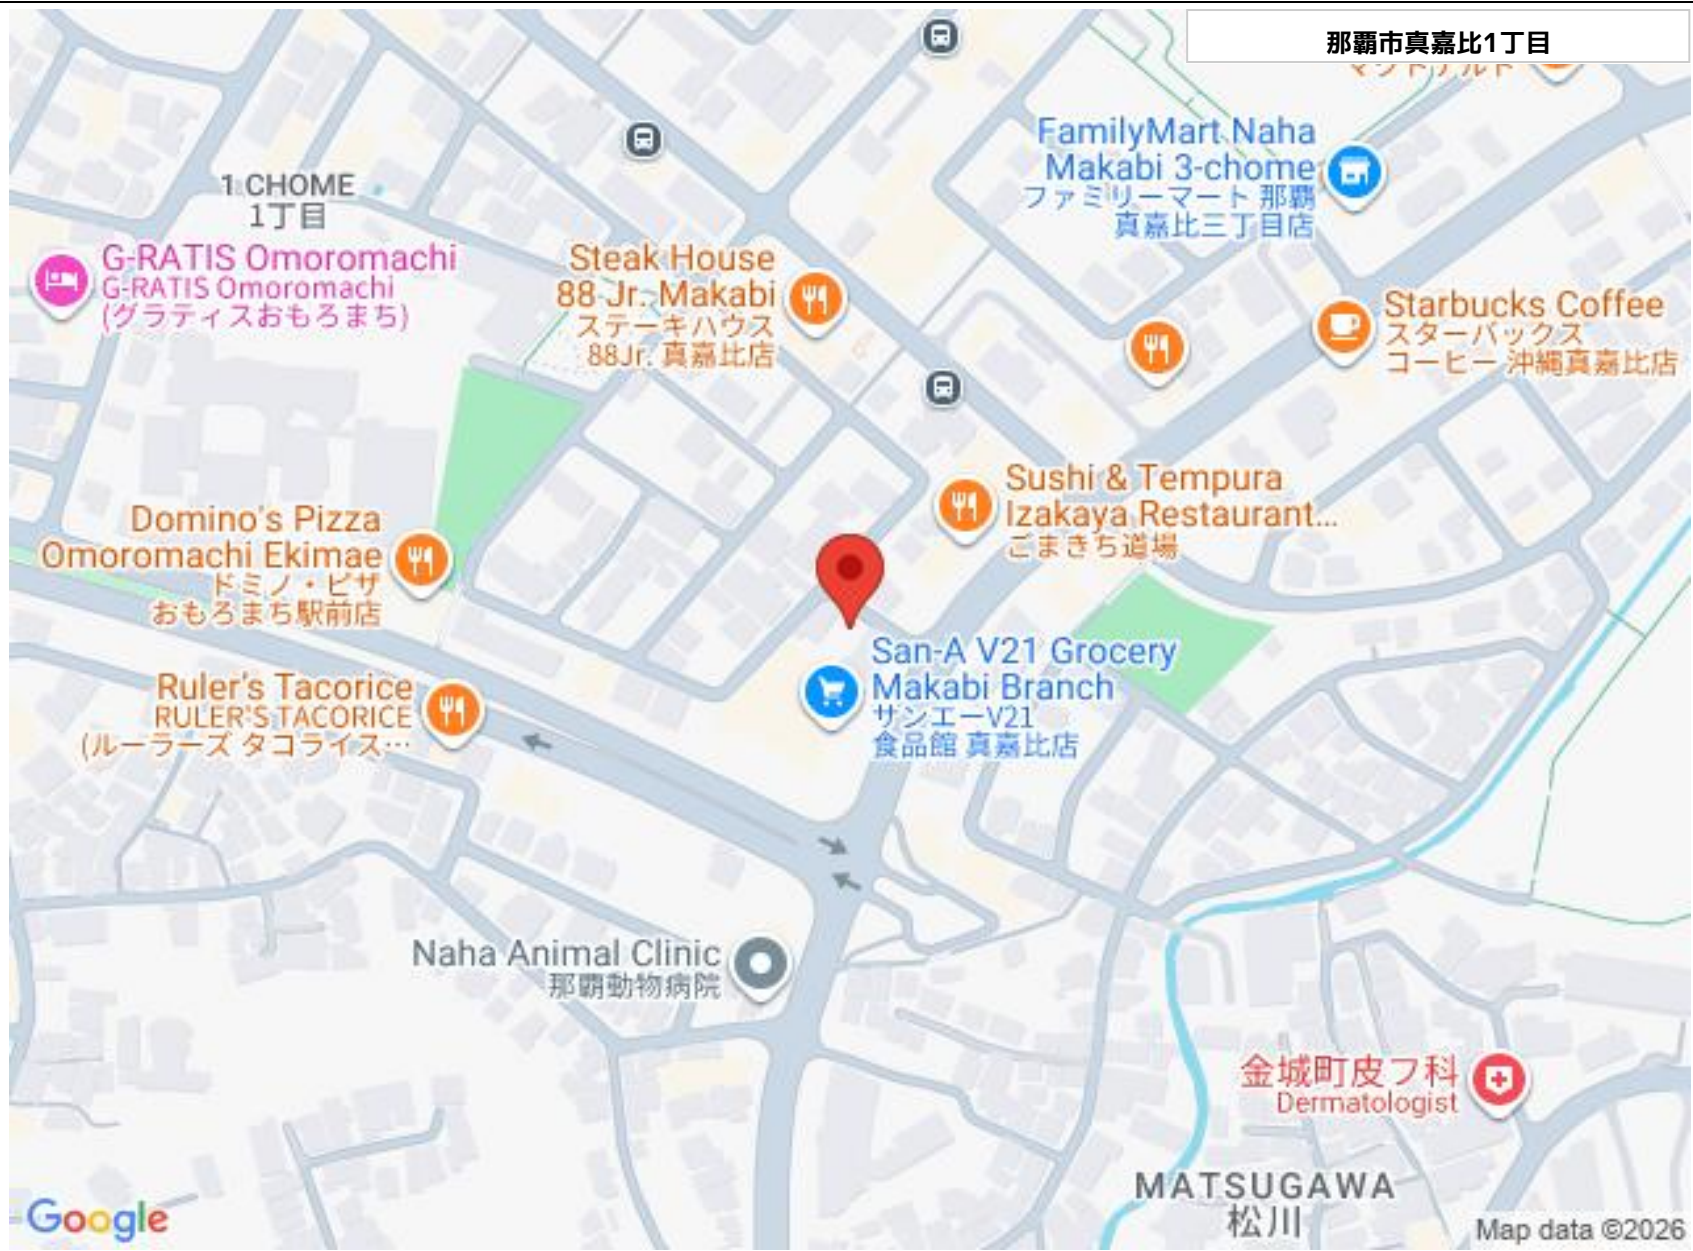 那覇市真嘉比1丁目
マクドナルド
FamilyMart Naha
Makabi 3-chome
ファミリーマート 那覇
真嘉比三丁目店
1 CHOME
1丁目
G-RATIS Omoromachi
G-RATIS Omoromachi
(グラティスおもろまち)
Steak House
88 Jr. Makabi
ステーキハウス
88Jr. 真嘉比店
Starbucks Coffee
スターバックス
コーヒー 沖縄真嘉比店
Sushi & Tempura
Izakaya Restaurant...
ごまきち道場
Domino's Pizza
Omoromachi Ekimae
ドミノ・ピザ
おもろまち駅前店
San-A V21 Grocery
Makabi Branch
サンエーV21
食品館 真嘉比店
Ruler's Tacorice
RULER'S TACORICE
(ルーラーズ タコライス…
Naha Animal Clinic
那覇動物病院
金城町皮フ科
Dermatologist
MATSUGAWA
松川
Google
Map data ©2026